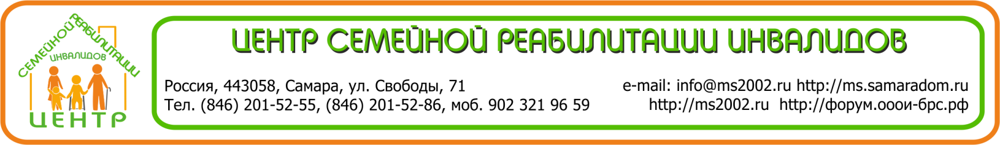 СЕМЕЙНОЙ РЕАБИЛИТАЦИИ
ИНВАЛИДОВ
ЦЕНТР
ЦЕНТР СЕМЕЙНОЙ РЕАБИЛИТАЦИИ ИНВАЛИДОВ
Россия, 443058, Самара, ул. Свободы, 71
Тел. (846) 201-52-55, (846) 201-52-86, моб. 902 321 96 59
e-mail: info@ms2002.ru http://ms.samaradom.ru
http://ms2002.ru http://форум.оооои-брс.рф